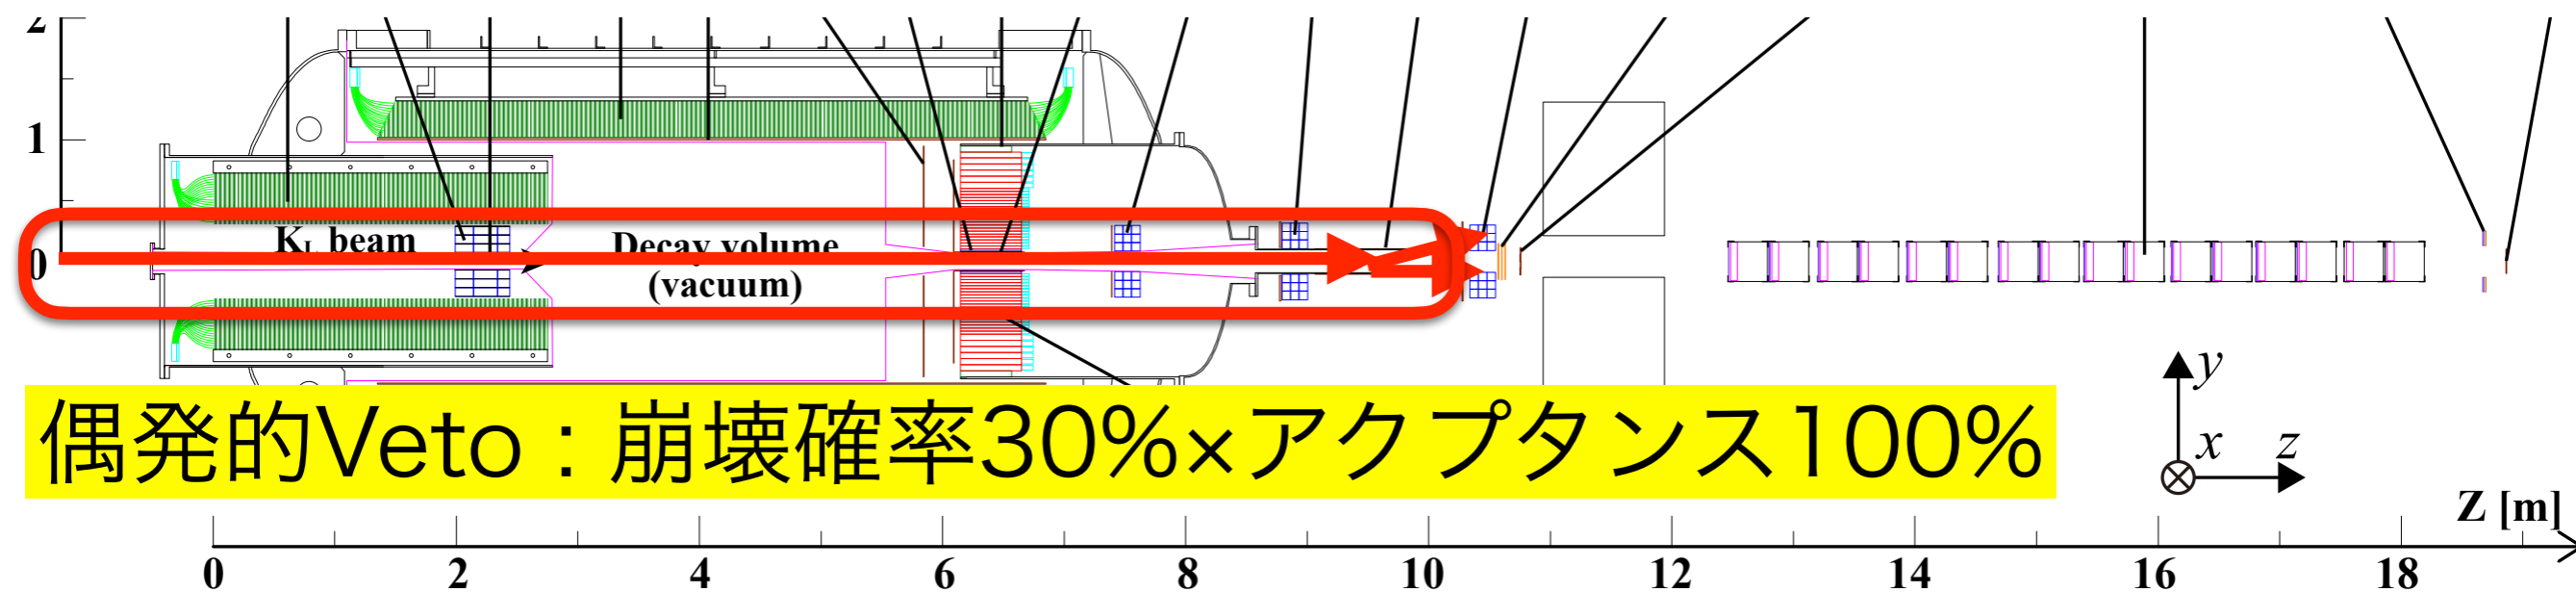 2
1
0
K_L beam
Decay volume
(vacuum)
偶発的Veto：崩壊確率30%×アクプタンス100%
y
x z
Z [m]
0 2 4 6 8 10 12 14 16 18